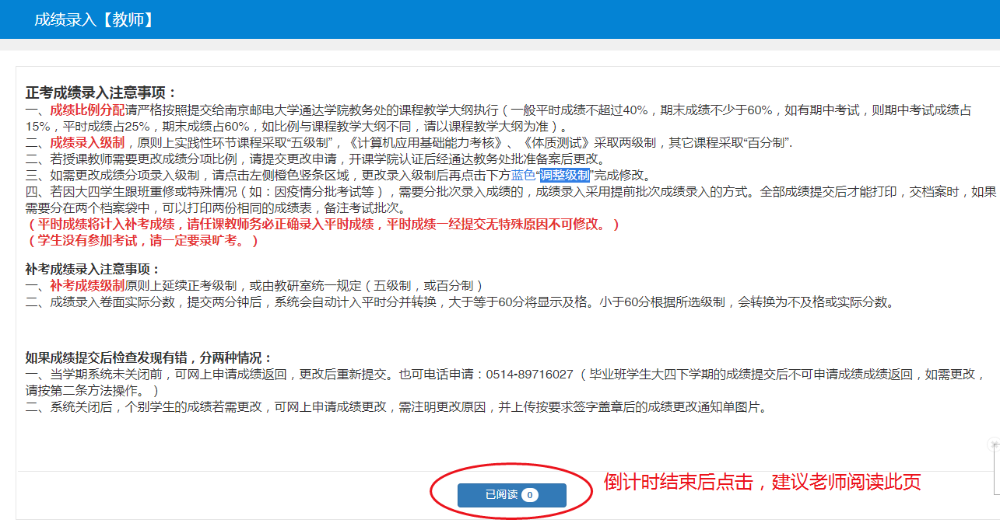 成绩录入【教师】
正考成绩录入注意事项：
一、成绩比例分配请严格按照提交给南京邮电大学通达学院教务处的课程教学大纲执行（一般平时成绩不超过40%，期末成绩不少于60%，如有期中考试，则期中考试成绩占
15%，平时成绩占25%，期末成绩占60%，如比例与课程教学大纲不同，请以课程教学大纲为准）。
二、成绩录入级制，原则上实践性环节课程采取“五级制”，《计算机应用基础能力考核》、《体质测试》采取两级制，其它课程采取“百分制”.
二、若授课教师需要更改成绩分项比例，请提交更改申请，开课学院认证后经通达教务处批准备案后更改。
三、如需更改成绩分项录入级制，请点击左侧橙色竖条区域，更改录入级制后再点击下方蓝色“调整级制”完成修改。
四、若因大四学生跟班重修或特殊情况（如：因疫情分批考试等），需要分批次录入成绩的，成绩录入采用提前批次成绩录入的方式。全部成绩提交后才能打印，交档案时，如果
需要分在两个档案袋中，可以打印两份相同的成绩表，备注考试批次。
（平时成绩将计入补考成绩，请任课教师务必正确录入平时成绩，平时成绩一经提交无特殊原因不可修改。）
（学生没有参加考试，请一定要录旷考。）
补考成绩录入注意事项：
一、补考成绩级制原则上延续正考级制，或由教研室统一规定（五级制，或百分制）
二、成绩录入卷面实际分数，提交两分钟后，系统会自动计入平时分并转换，大于等于60分将显示及格。小于60分根据所选级制，会转换为不及格或实际分数。
如果成绩提交后检查发现有错，分两种情况：
一、当学期系统未关闭前，可网上申请成绩返回，更改后重新提交。也可电话申请：0514-89716027（毕业班学生大四下学期的成绩提交后不可申请成绩成绩返回，如需更改，
请按第二条方法操作。）
二、系统关闭后，个别学生的成绩若需更改，可网上申请成绩更改，需注明更改原因，并上传按要求签字盖章后的成绩更改通知单图片。
倒计时结束后点击，建议老师阅读此页
已阅读 0